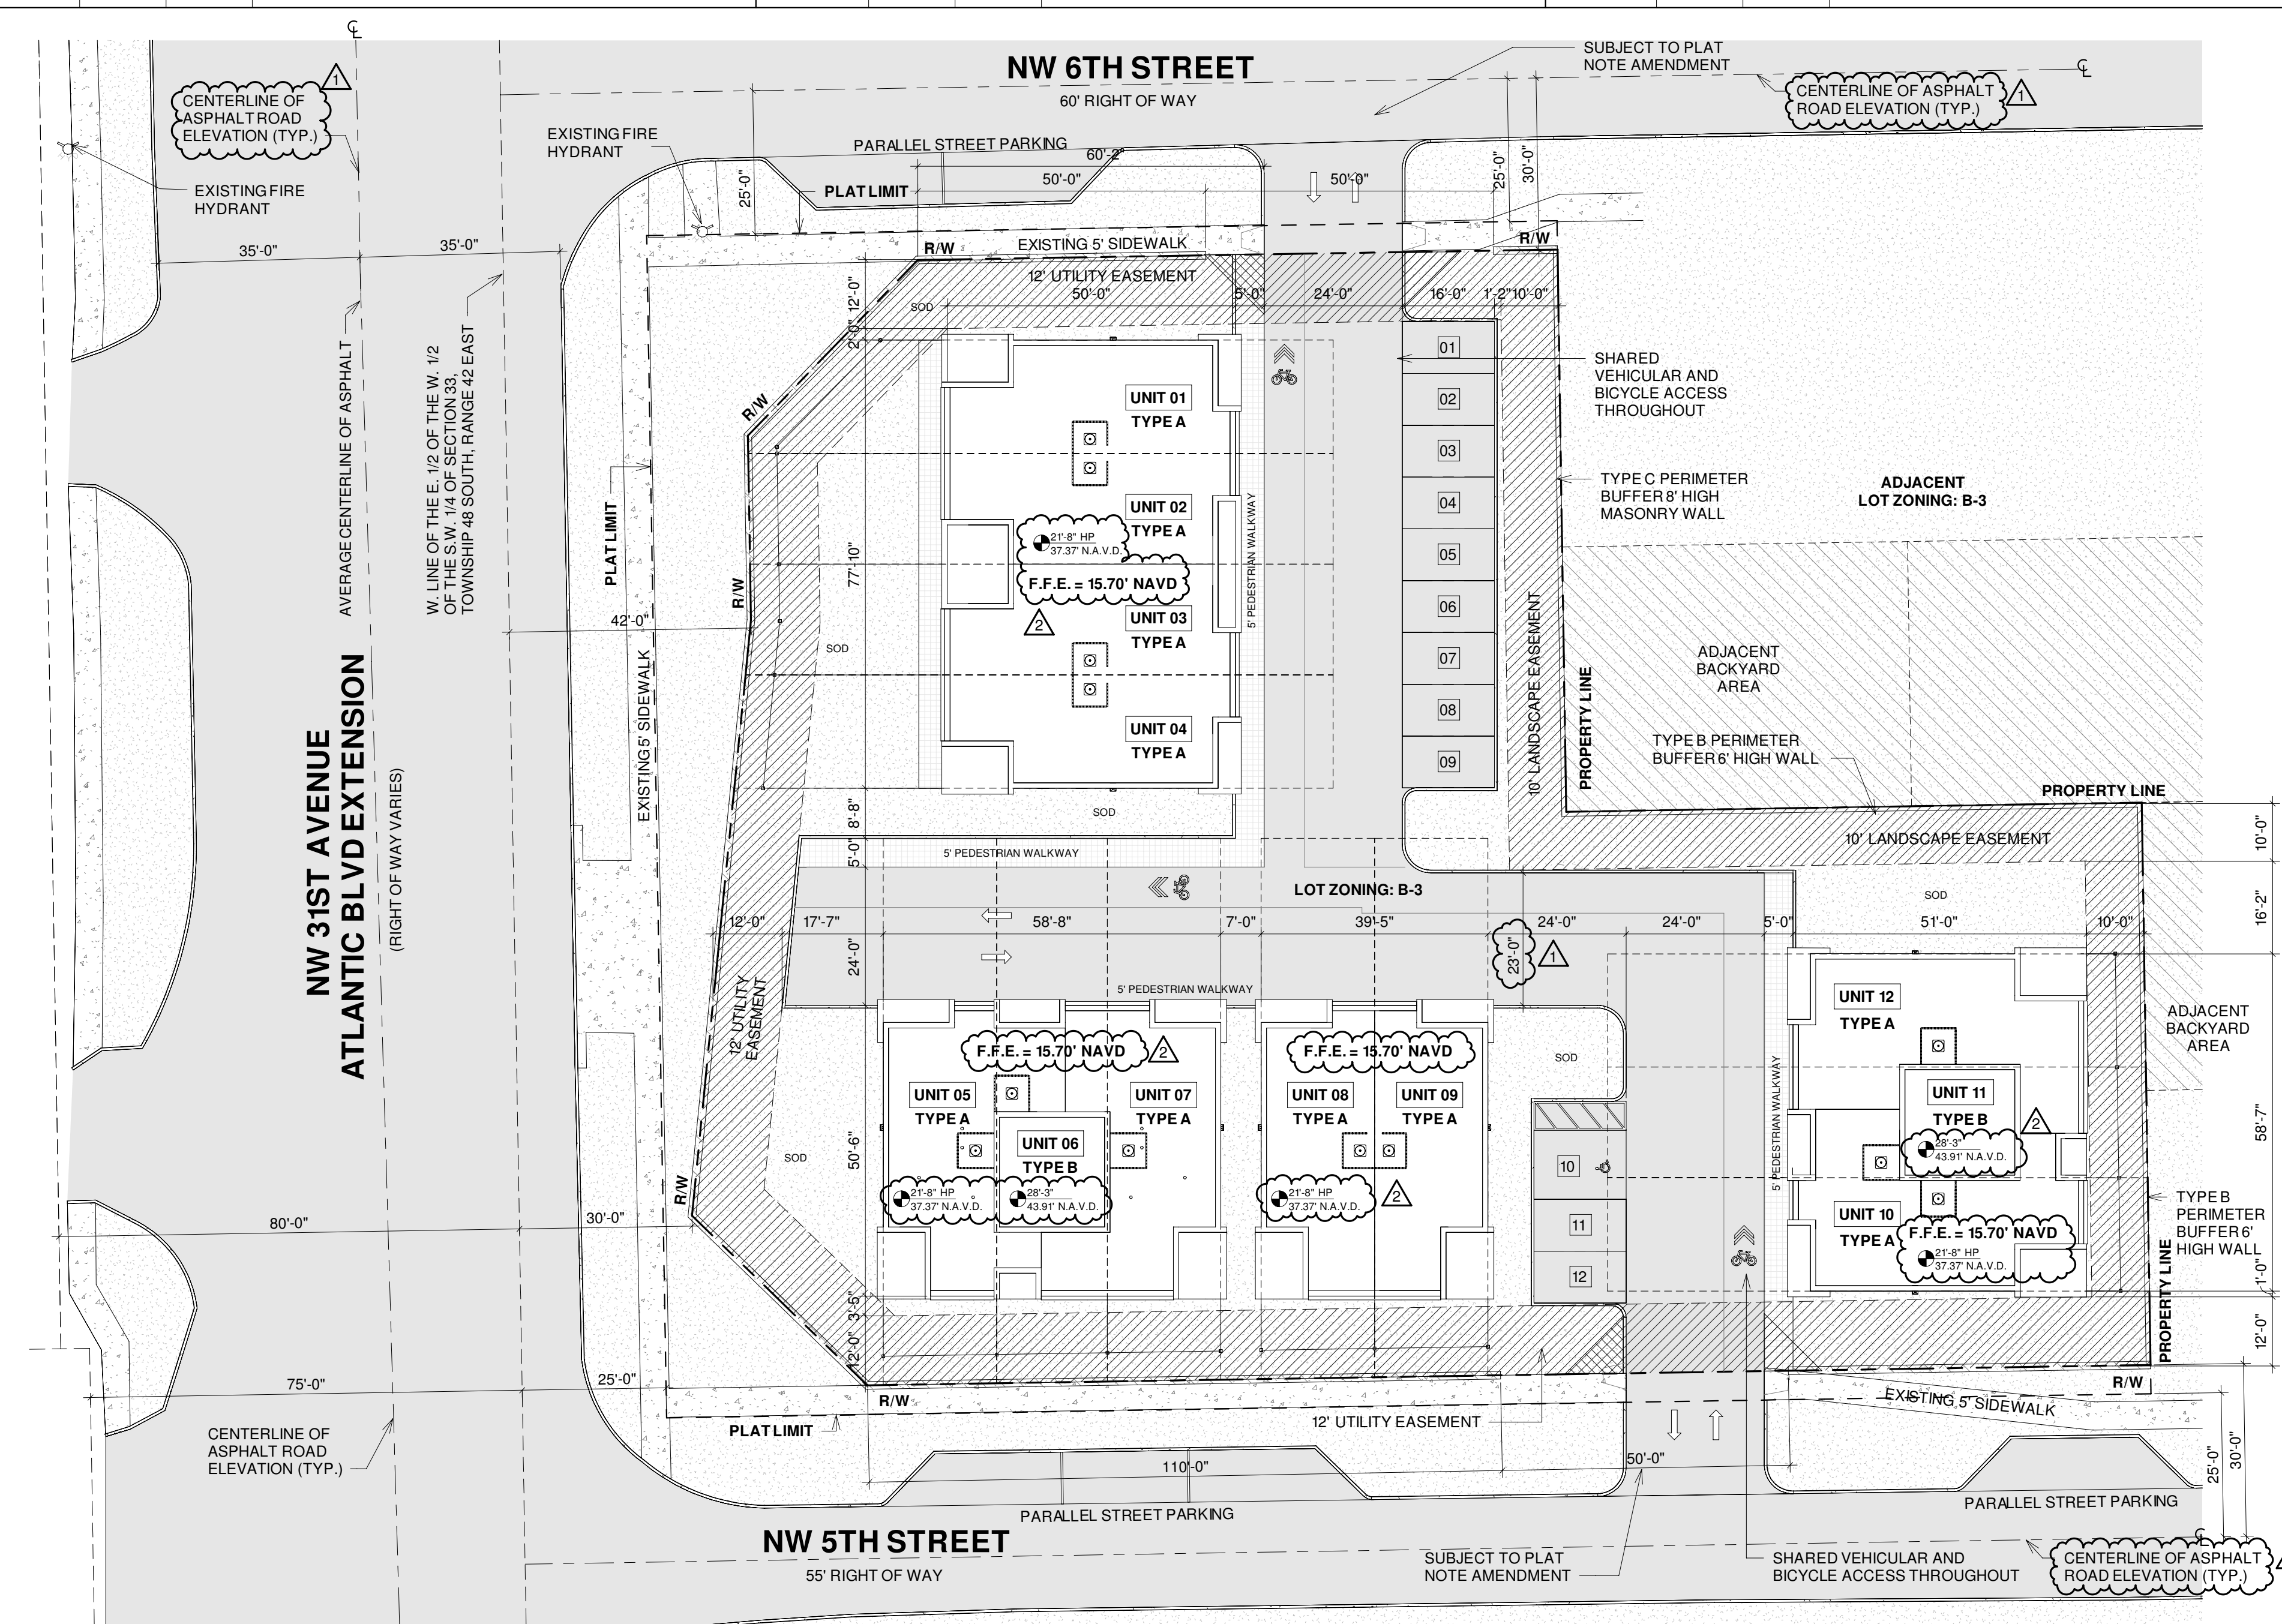 ℄
NW 6TH STREET
60' RIGHT OF WAY
SUBJECT TO PLAT
NOTE AMENDMENT
℄
CENTERLINE OF ASPHALT
ROAD ELEVATION (TYP.)
1
CENTERLINE OF
ASPHALT ROAD
ELEVATION (TYP.)
1
EXISTING FIRE
HYDRANT
EXISTING FIRE
HYDRANT
PARALLEL STREET PARKING
60'-2"
PLAT LIMIT
50'-0"
50'-0"
25'-0"
25'-0"
30'-0"
35'-0"
35'-0"
R/W
EXISTING 5' SIDEWALK
R/W
12' UTILITY EASEMENT
SOD
50'-0"
5'-0"
24'-0"
16'-0"
1'-2"
10'-0"
12'-0"
2'-0"
AVERAGE CENTERLINE OF ASPHALT
W. LINE OF THE E. 1/2 OF THE W. 1/2
OF THE S.W. 1/4 OF SECTION 33,
TOWNSHIP 48 SOUTH, RANGE 42 EAST
PLAT LIMIT
R/W
R/W
UNIT 01
TYPE A
UNIT 02
TYPE A
21'-8" HP
37.37' N.A.V.D.
F.F.E. = 15.70' NAVD
2
UNIT 03
TYPE A
UNIT 04
TYPE A
77'-10"
5' PEDESTRIAN WALKWAY
01
02
03
04
05
06
07
08
09
SHARED
VEHICULAR AND
BICYCLE ACCESS
THROUGHOUT
TYPE C PERIMETER
BUFFER 8' HIGH
MASONRY WALL
ADJACENT
LOT ZONING: B-3
10' LANDSCAPE EASEMENT
PROPERTY LINE
ADJACENT
BACKYARD
AREA
TYPE B PERIMETER
BUFFER 6' HIGH WALL
PROPERTY LINE
10' LANDSCAPE EASEMENT
10'-0"
42'-0"
SOD
EXISTING 5' SIDEWALK
NW 31ST AVENUE
ATLANTIC BLVD EXTENSION
(RIGHT OF WAY VARIES)
SOD
8'-8"
5'-0"
5' PEDESTRIAN WALKWAY
LOT ZONING: B-3
SOD
16'-2"
12'-0"
17'-7"
58'-8"
7'-0"
39'-5"
24'-0"
24'-0"
5'-0"
51'-0"
10'-0"
24'-0"
23'-0"
1
5' PEDESTRIAN WALKWAY
12' UTILITY
EASEMENT
F.F.E. = 15.70' NAVD
2
F.F.E. = 15.70' NAVD
SOD
UNIT 05
TYPE A
UNIT 07
TYPE A
UNIT 06
TYPE B
UNIT 08
TYPE A
UNIT 09
TYPE A
21'-8" HP
37.37' N.A.V.D.
28'-3"
43.91' N.A.V.D.
21'-8" HP
37.37' N.A.V.D.
2
50'-6"
SOD
10
11
12
5' PEDESTRIAN WALKWAY
UNIT 12
TYPE A
UNIT 11
TYPE B
2
28'-3"
43.91' N.A.V.D.
UNIT 10
TYPE A
F.F.E. = 15.70' NAVD
21'-8" HP
37.37' N.A.V.D.
ADJACENT
BACKYARD
AREA
58'-7"
TYPE B
PERIMETER
BUFFER 6'
HIGH WALL
PROPERTY LINE
1'-0"
12'-0"
R/W
80'-0"
30'-0"
3'-5"
12'-0"
75'-0"
25'-0"
R/W
PLAT LIMIT
12' UTILITY EASEMENT
R/W
EXISTING 5' SIDEWALK
CENTERLINE OF
ASPHALT ROAD
ELEVATION (TYP.)
110'-0"
50'-0"
25'-0"
30'-0"
PARALLEL STREET PARKING
PARALLEL STREET PARKING
NW 5TH STREET
55' RIGHT OF WAY
SUBJECT TO PLAT
NOTE AMENDMENT
SHARED VEHICULAR AND
BICYCLE ACCESS THROUGHOUT
℄
CENTERLINE OF ASPHALT
ROAD ELEVATION (TYP.)